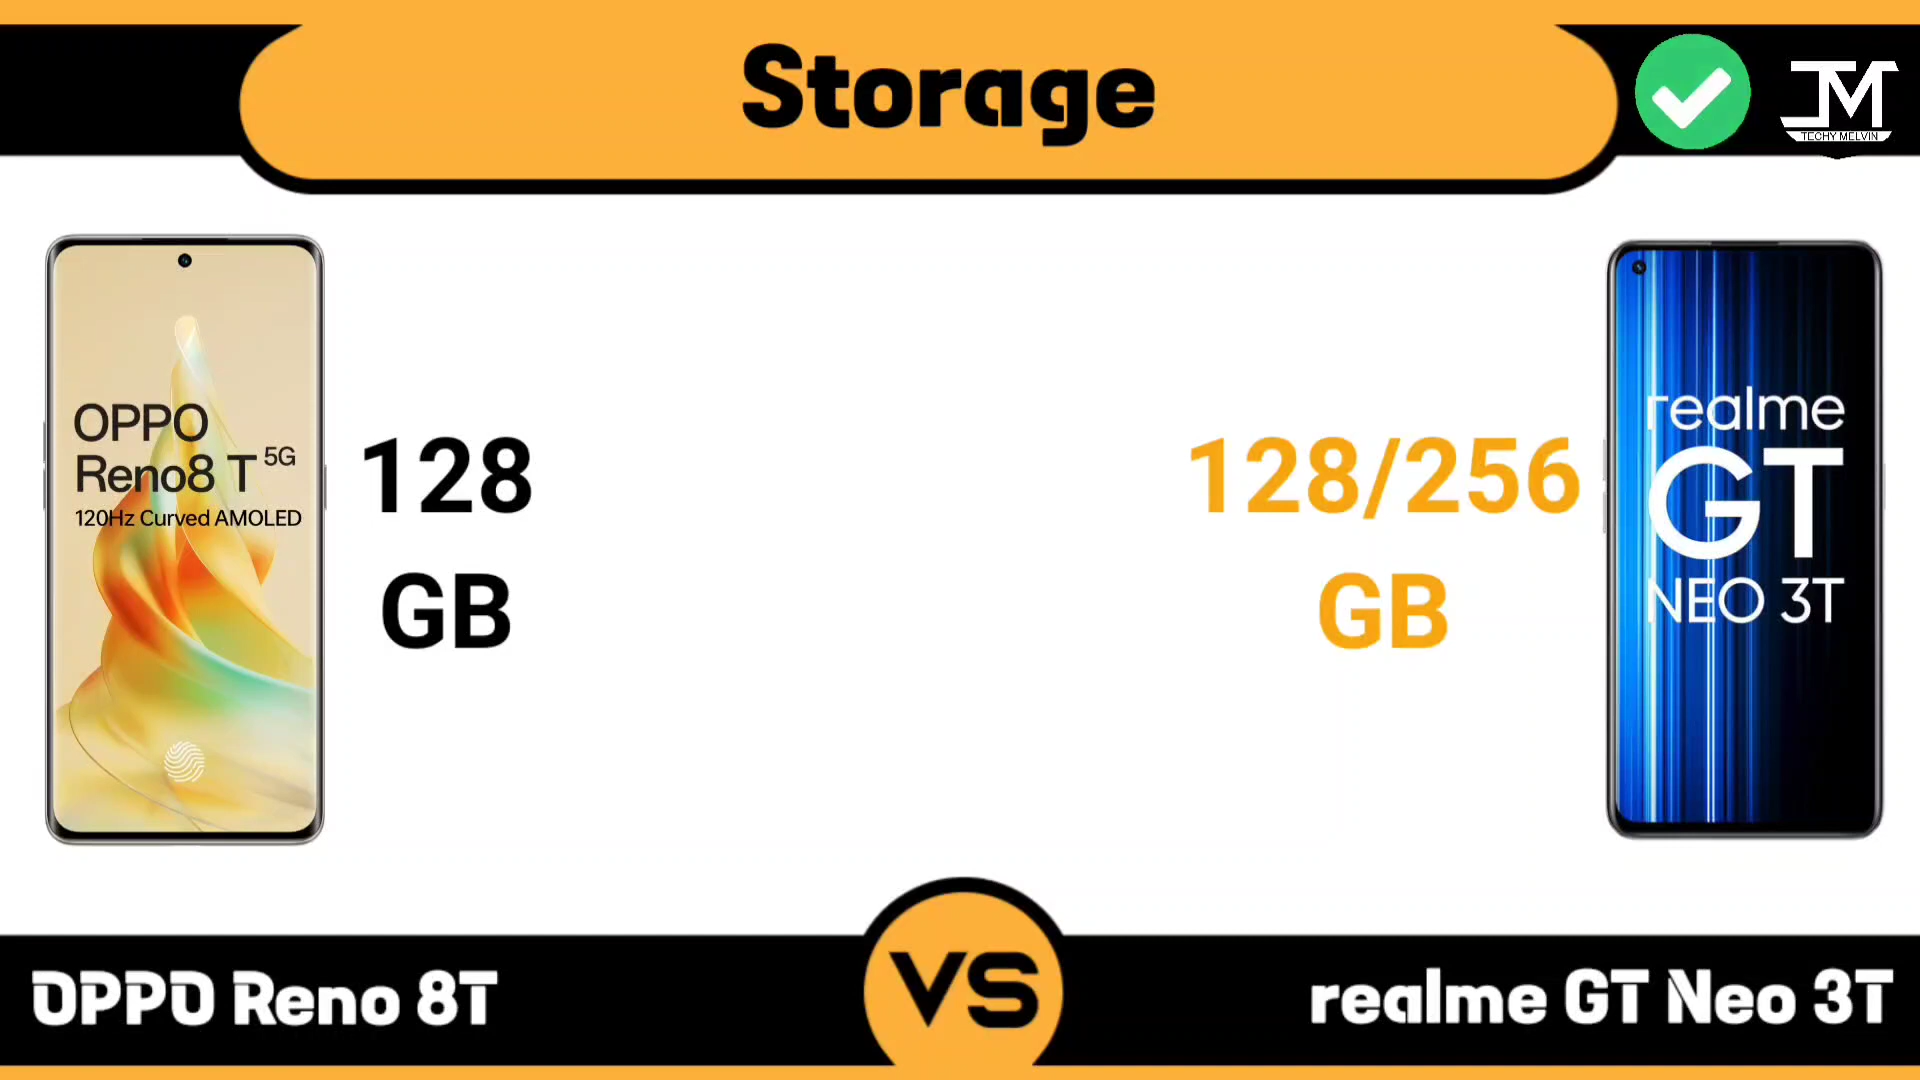 Storage
JM
TECHY MELVIN
OPPO
Reno8 T 5G
120Hz Curved AMOLED
128
GB
128/256
GB
realme
GT
NEO 3T
OPPO Reno 8T
VS
realme GT Neo 3T